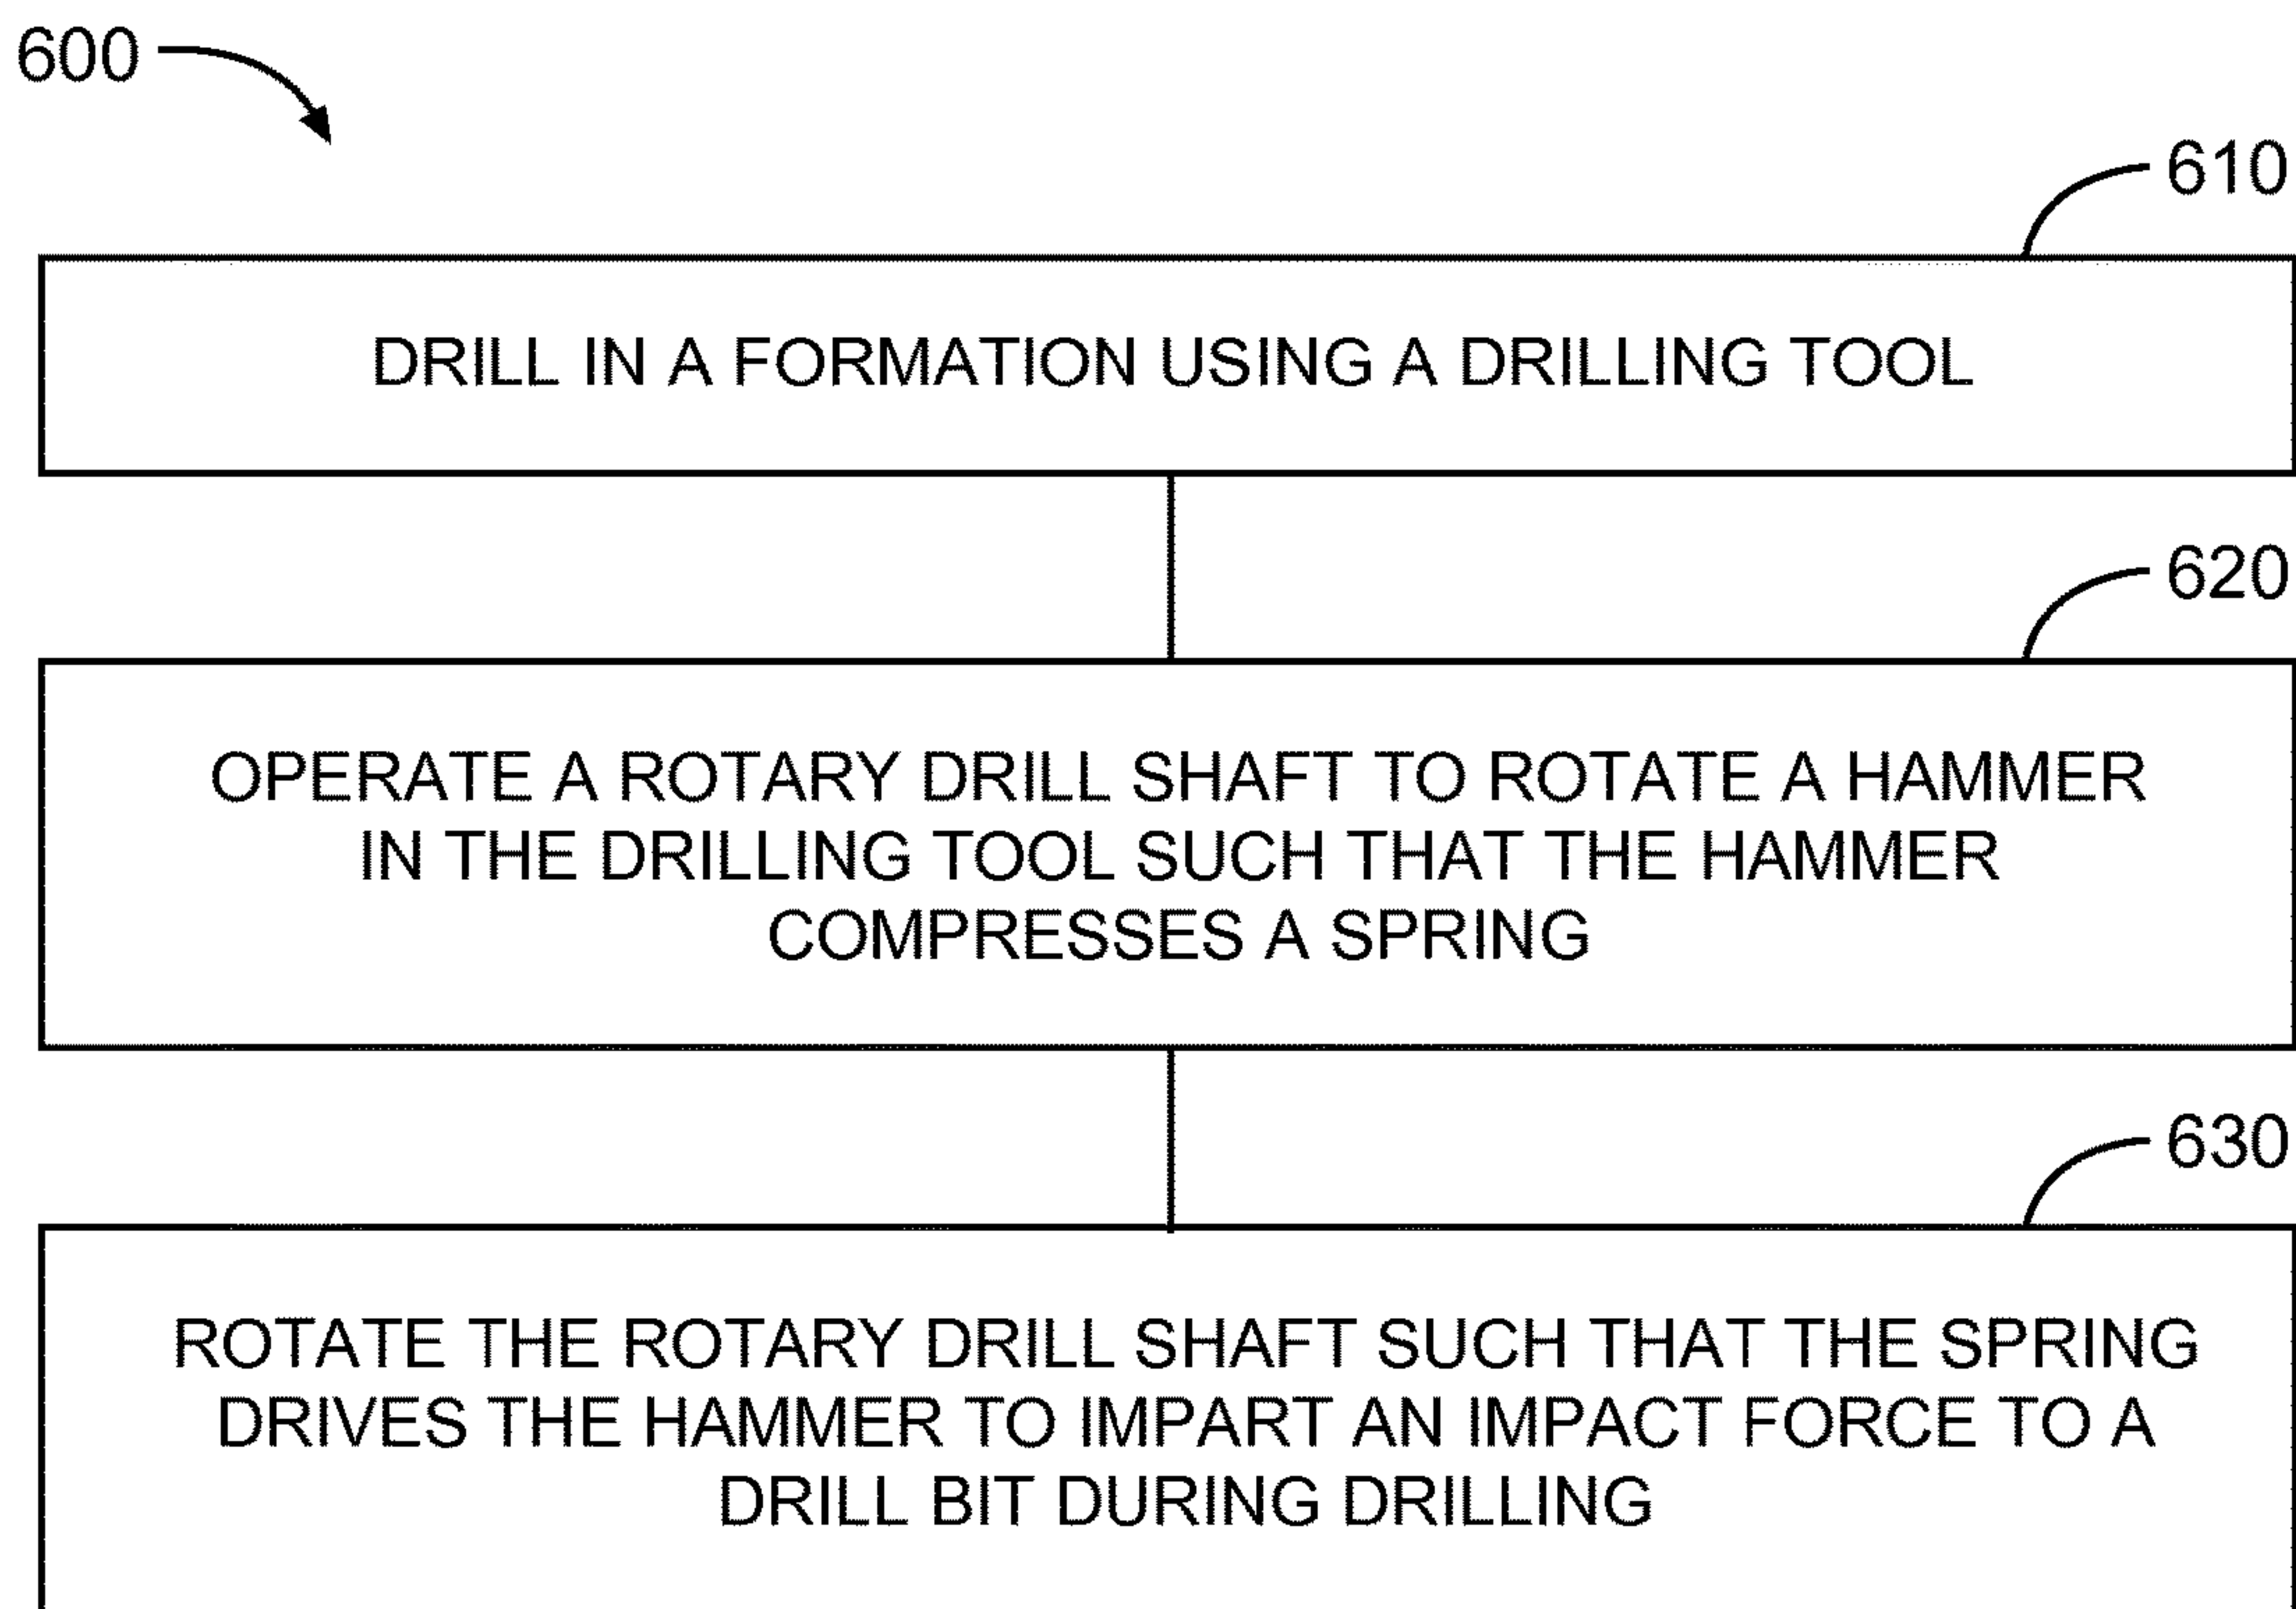 600
610
DRILL IN A FORMATION USING A DRILLING TOOL
620
OPERATE A ROTARY DRILL SHAFT TO ROTATE A HAMMER
IN THE DRILLING TOOL SUCH THAT THE HAMMER
COMPRESSES A SPRING
630
ROTATE THE ROTARY DRILL SHAFT SUCH THAT THE SPRING
DRIVES THE HAMMER TO IMPART AN IMPACT FORCE TO A
DRILL BIT DURING DRILLING